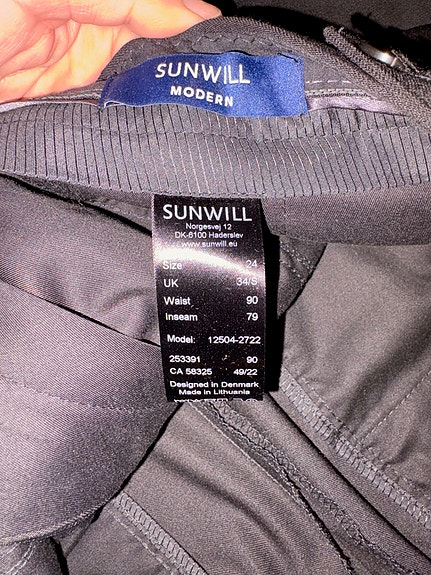 SUNWILL
MODERN
SUNWILL
Norgesvej 12
DK-6100 Haderslev
www.sunwill.eu
Size 24
UK 34/S
Waist 90
Inseam 79
Model: 12504-2722
253391 90
CA 58325 49/22
Designed in Denmark
Made in Lithuania